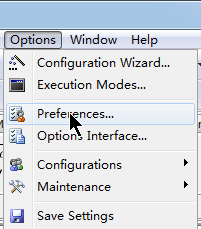 Options Window Help
Configuration Wizard...
Execution Modes...
Preferences...
Options Interface...
Configurations
Maintenance
Save Settings